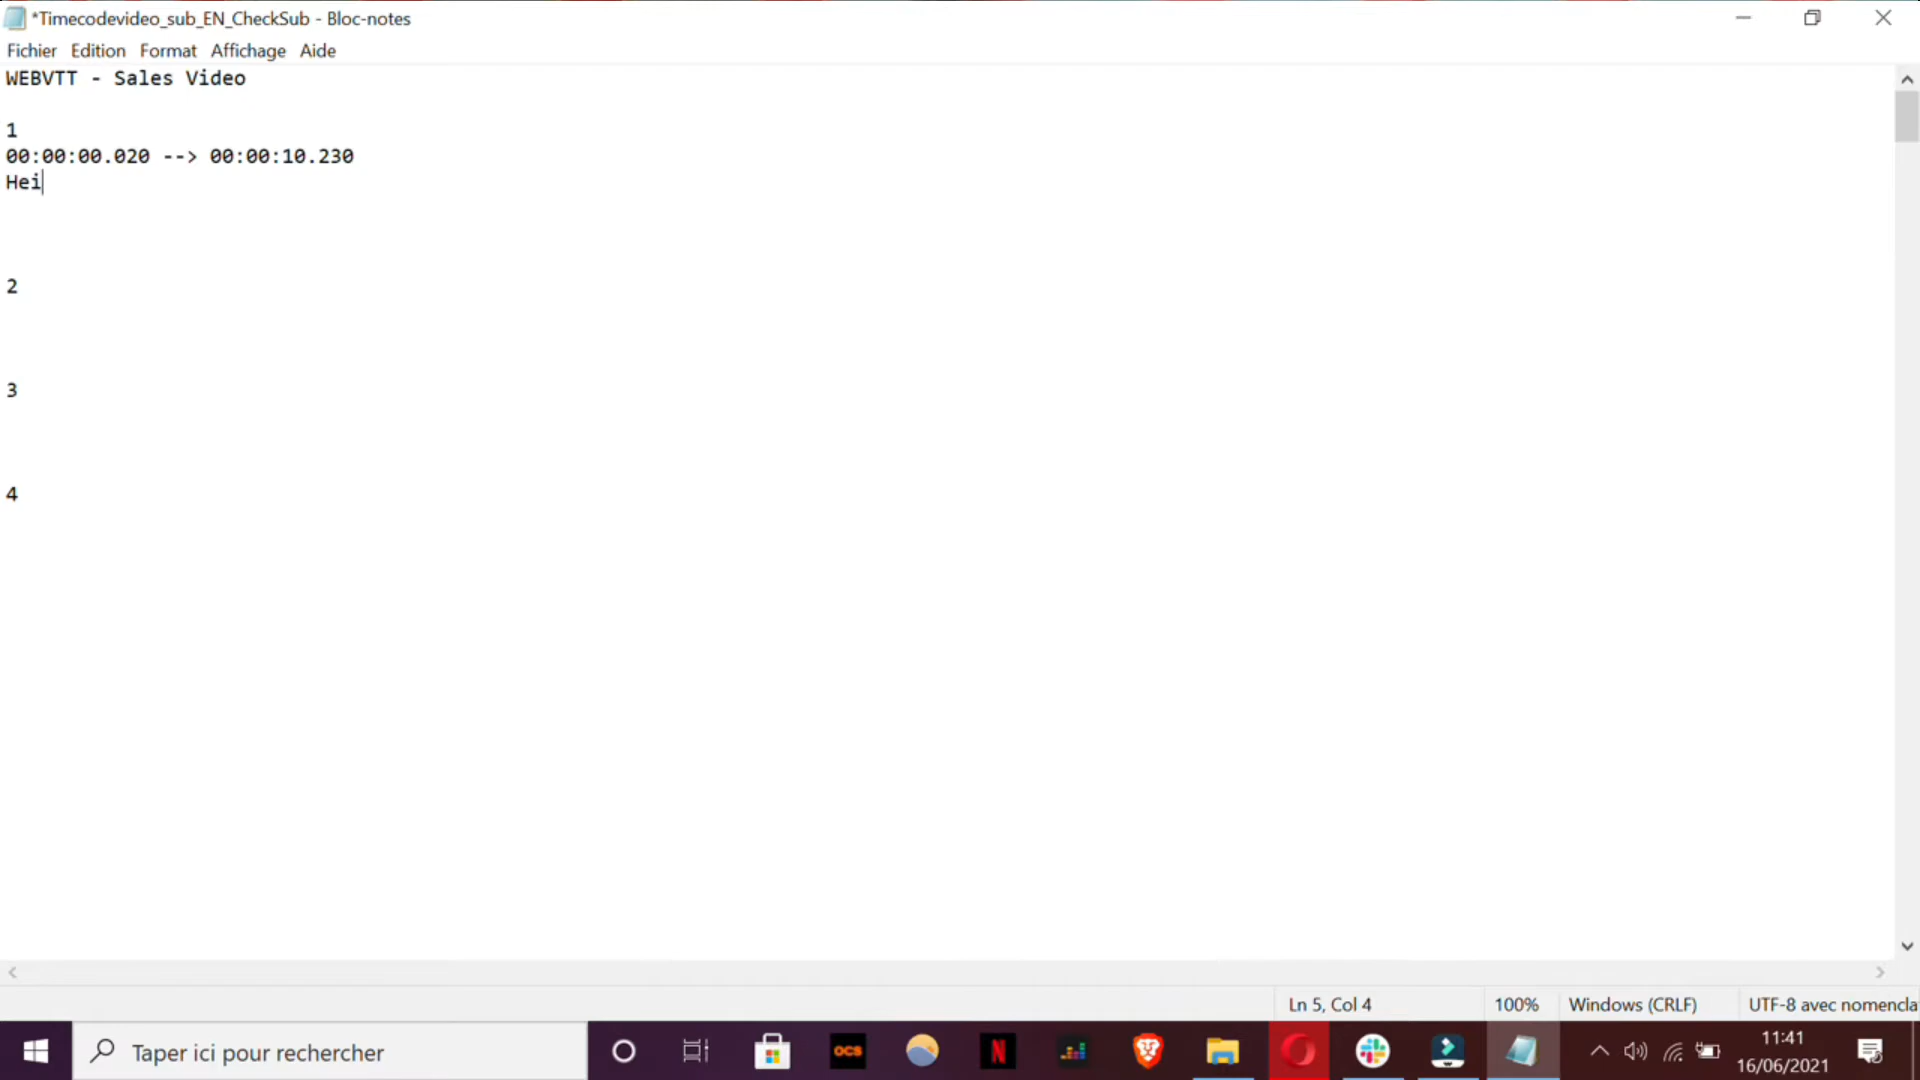 *Timecodevideo_sub_EN_CheckSub - Bloc-notes
Fichier Edition Format Affichage Aide
WEBVTT - Sales Video
1
00:00:00.020 --> 00:00:10.230
Hei
2
3
4
Ln 5, Col 4 100% Windows (CRLF) UTF-8 avec nomencla
Taper ici pour rechercher
OCS
N
11:41
16/06/2021